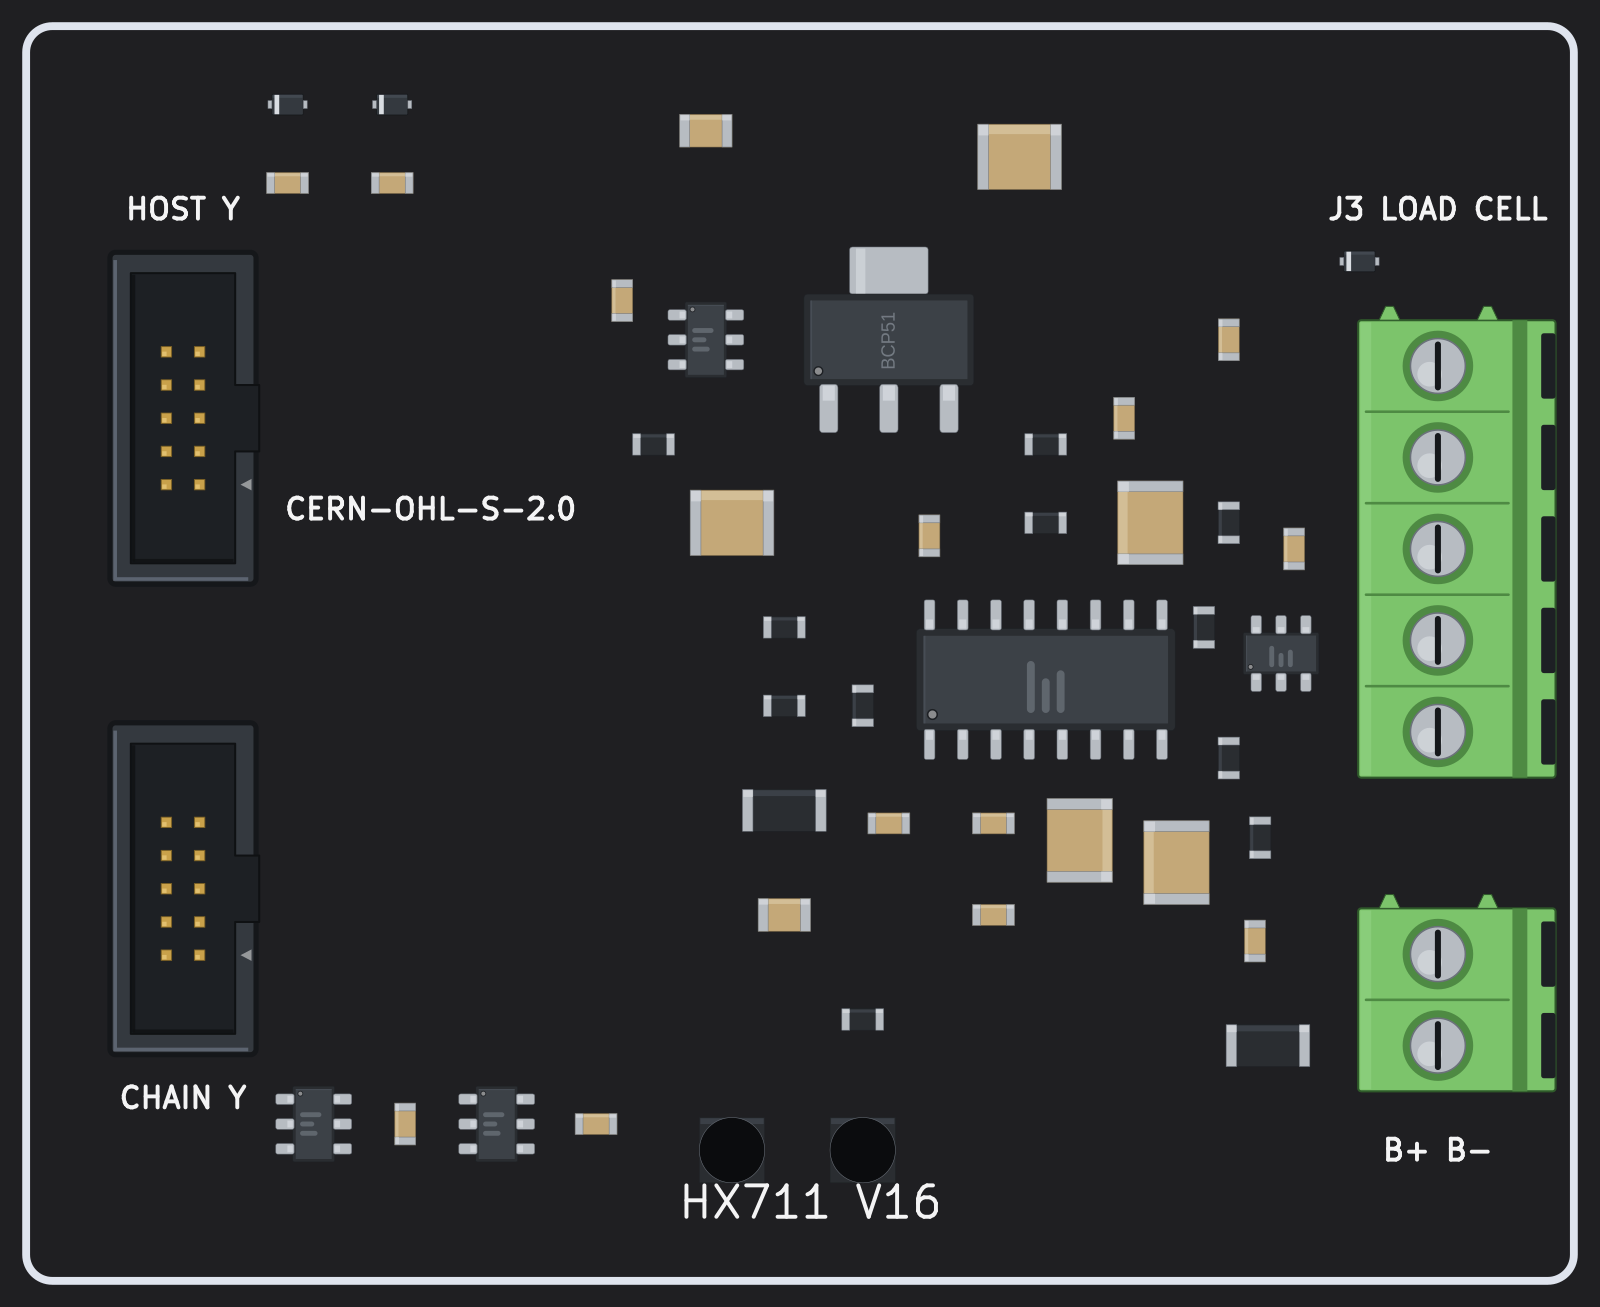 HOST Y
J3 LOAD CELL
BCP51
CERN-OHL-S-2.0
CHAIN Y
B+ B-
HX711 V16